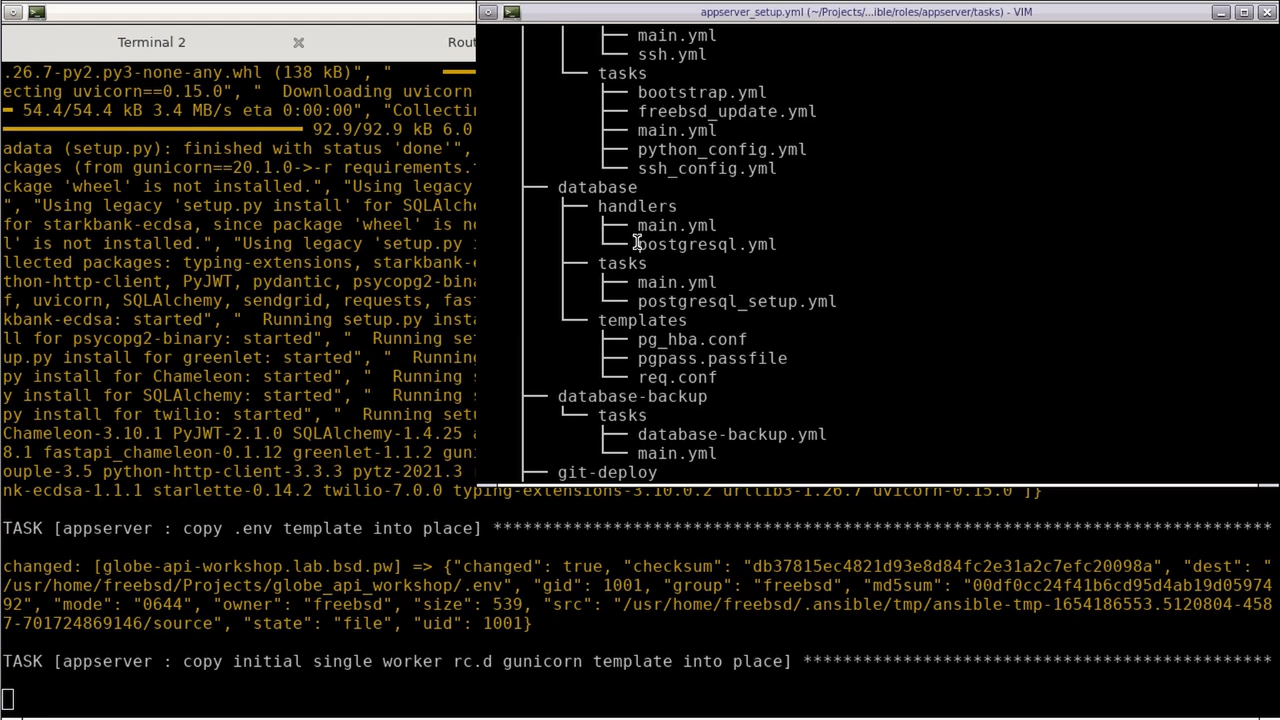 appserver_setup.yml (~/Projects/...ible/roles/appserver/tasks) - VIM
Terminal 2
Rout
├── main.yml
└── ssh.yml
└── tasks
├── bootstrap.yml
├── freebsd_update.yml
├── main.yml
├── python_config.yml
└── ssh_config.yml
├── database
├── handlers
├── main.yml
└── postgresql.yml
├── tasks
├── main.yml
└── postgresql_setup.yml
└── templates
├── pg_hba.conf
├── pgpass.passfile
└── req.conf
├── database-backup
└── tasks
├── database-backup.yml
└── main.yml
├── git-deploy
.26.7-py2.py3-none-any.whl (138 kB)", "
ecting uvicorn==0.15.0", "  Downloading uvicorn
54.4/54.4 kB 3.4 MB/s eta 0:00:00", "Collectin
92.9/92.9 kB 6.0
adata (setup.py): finished with status 'done'",
ckages (from gunicorn==20.1.0->-r requirements.
ckage 'wheel' is not installed.", "Using legacy
", "Using legacy 'setup.py install' for SQLAlche
for starkbank-ecdsa, since package 'wheel' is no
l' is not installed.", "Using legacy 'setup.py
llected packages: typing-extensions, starkbank-e
thon-http-client, PyJWT, pydantic, psycopg2-bina
f, uvicorn, SQLAlchemy, sendgrid, requests, fast
kbank-ecdsa: started", "  Running setup.py insta
ll for psycopg2-binary: started", "  Running set
up.py install for greenlet: started", "  Running
py install for Chameleon: started", "  Running
y install for SQLAlchemy: started", "  Running
py install for twilio: started", "  Running setu
Chameleon-3.10.1 PyJWT-2.1.0 SQLAlchemy-1.4.25
8.1 fastapi_chameleon-0.1.12 greenlet-1.1.2 guni
ouple-3.5 python-http-client-3.3.3 pytz-2021.3
nk-ecdsa-1.1.1 starlette-0.14.2 twilio-7.0.0 typing-extensions-3.10.0.2 urllib3-1.26.7 uvicorn-0.15.0"]}
TASK [appserver : copy .env template into place] ******************************************************************************
changed: [globe-api-workshop.lab.bsd.pw] => {"changed": true, "checksum": "db37815ec4821d93e8d84fc2e31a2c7efc20098a", "dest": "
/usr/home/freebsd/Projects/globe_api_workshop/.env", "gid": 1001, "group": "freebsd", "md5sum": "00df0cc24f41b6cd95d4ab19d05974
92", "mode": "0644", "owner": "freebsd", "size": 539, "src": "/usr/home/freebsd/.ansible/tmp/ansible-tmp-1654186553.5120804-458
7-701724869146/source", "state": "file", "uid": 1001}
TASK [appserver : copy initial single worker rc.d gunicorn template into place] ***********************************************